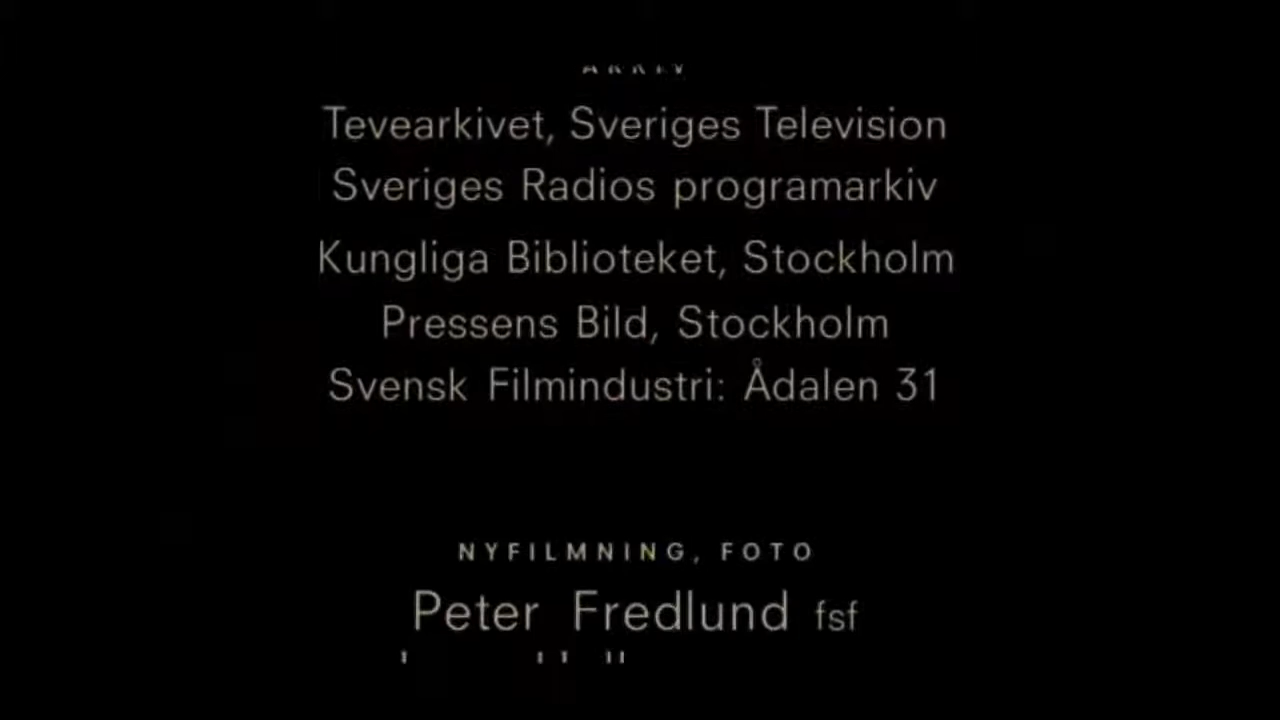 ARKIV
Tevearkivet, Sveriges Television
Sveriges Radios programarkiv
Kungliga Biblioteket, Stockholm
Pressens Bild, Stockholm
Svensk Filmindustri: Ådalen 31
NYFILMNING, FOTO
Peter Fredlund fsf